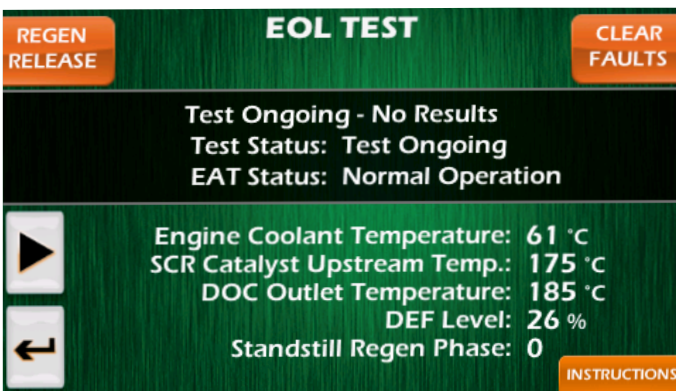 REGEN
RELEASE
EOL TEST
CLEAR
FAULTS
Test Ongoing - No Results
Test Status: Test Ongoing
EAT Status: Normal Operation
Engine Coolant Temperature: 61 °C
SCR Catalyst Upstream Temp.: 175 °C
DOC Outlet Temperature: 185 °C
DEF Level: 26 %
Standstill Regen Phase: 0
INSTRUCTIONS